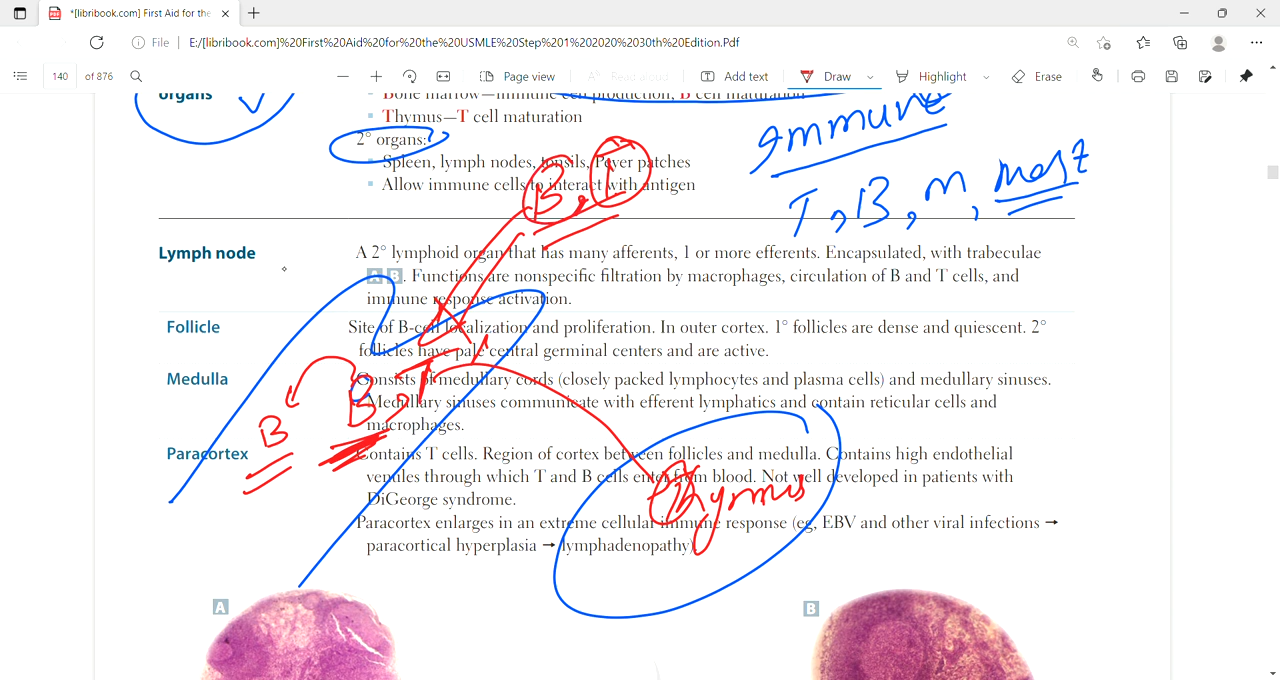 *[libribook.com] First Aid for the
File E:/[libribook.com]%20First%20Aid%20for%20the%20USMLE%20Step%201%202020%2030th%20Edition.Pdf
140 of 876 Page view Read aloud Add text Draw Highlight Erase
organs
Bone marrow—immune cell production, B cell maturation
Thymus—T cell maturation
2° organs:
Spleen, lymph nodes, tonsils, Peyer patches
Allow immune cells to interact with antigen
Immune
T, B, M, mast
B, T
Lymph node
A 2° lymphoid organ that has many afferents, 1 or more efferents. Encapsulated, with trabeculae
A B. Functions are nonspecific filtration by macrophages, circulation of B and T cells, and
immune response activation.
Follicle
Site of B-cell localization and proliferation. In outer cortex. 1° follicles are dense and quiescent. 2°
follicles have pale central germinal centers and are active.
Medulla
Consists of medullary cords (closely packed lymphocytes and plasma cells) and medullary sinuses.
Medullary sinuses communicate with efferent lymphatics and contain reticular cells and
macrophages.
B, T
B
Paracortex
Contains T cells. Region of cortex between follicles and medulla. Contains high endothelial
venules through which T and B cells enter from blood. Not well developed in patients with
DiGeorge syndrome.
Thymus
Paracortex enlarges in an extreme cellular immune response (eg, EBV and other viral infections →
paracortical hyperplasia → lymphadenopathy).
A
B